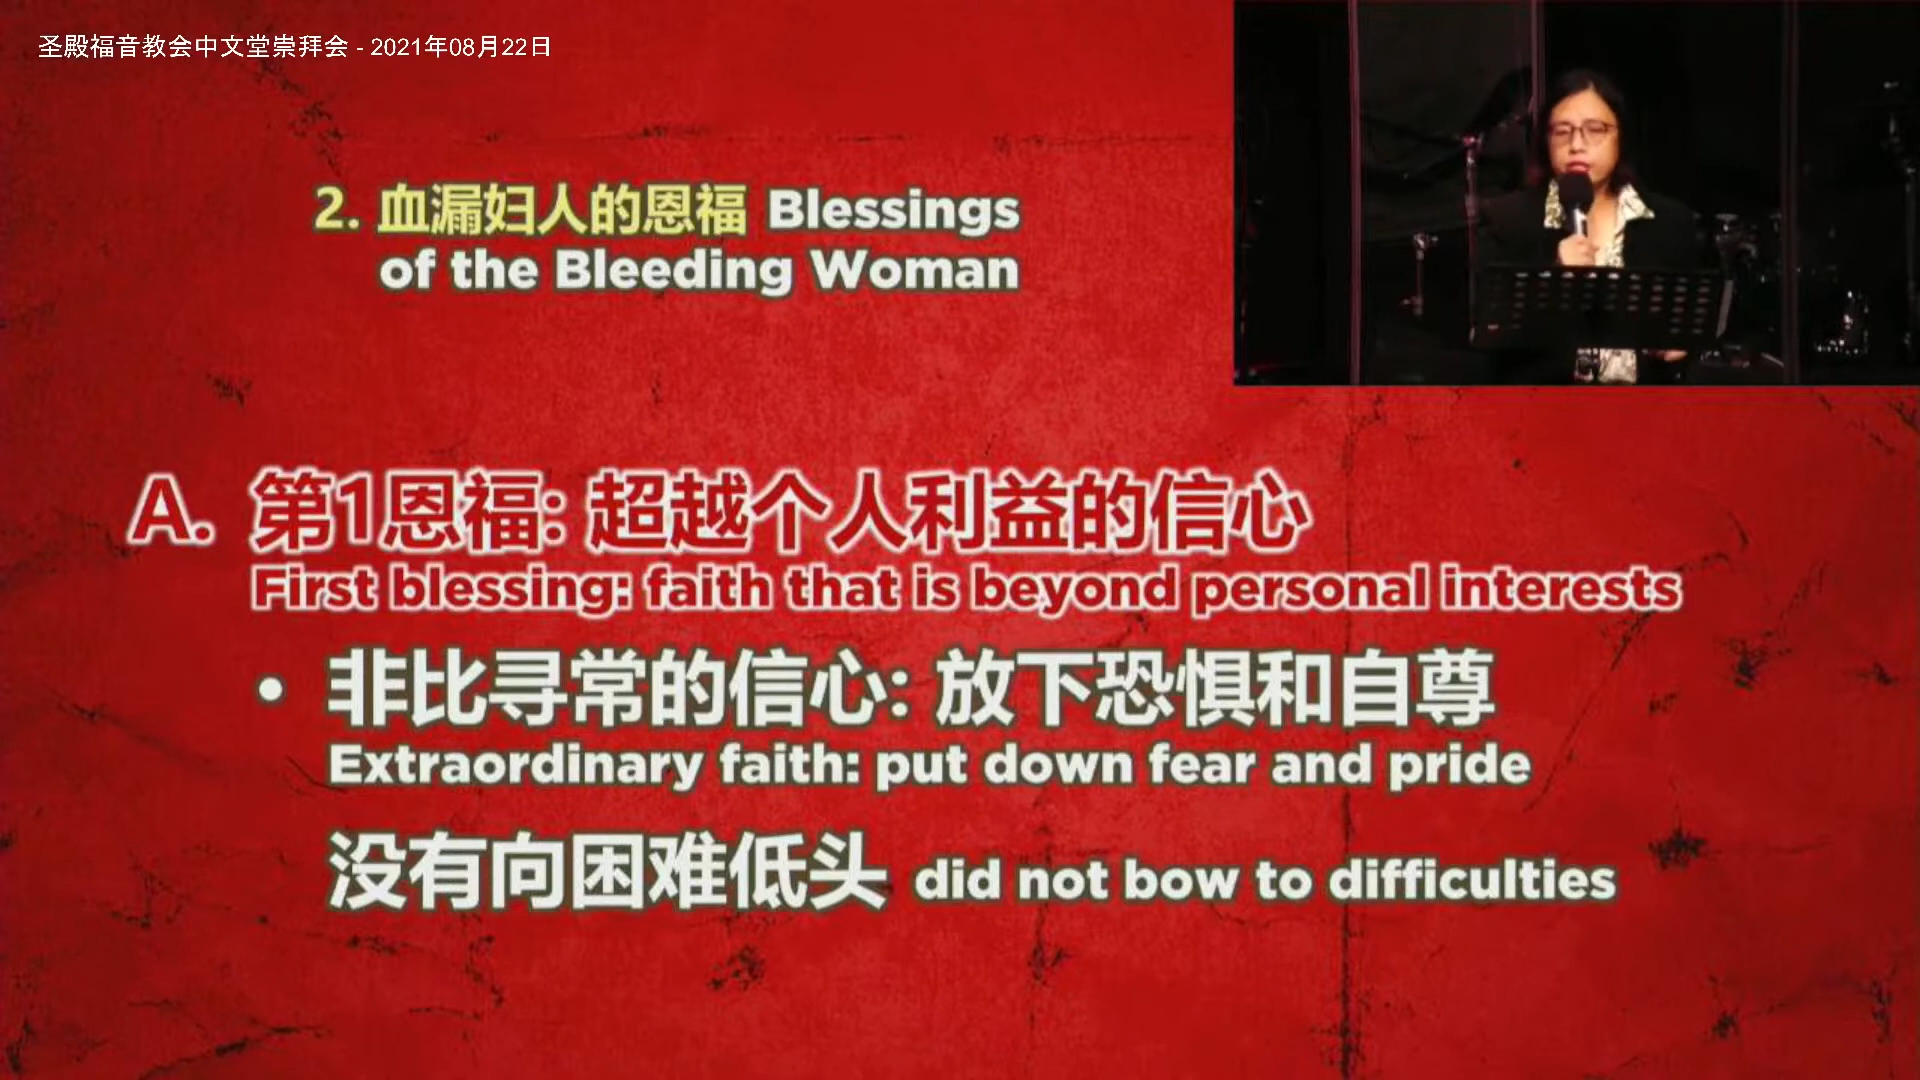 圣殿福音教会中文堂崇拜会 - 2021年08月22日
2. 血漏妇人的恩福 Blessings
of the Bleeding Woman
A. 第1恩福: 超越个人利益的信心
First blessing: faith that is beyond personal interests
• 非比寻常的信心: 放下恐惧和自尊
Extraordinary faith: put down fear and pride
没有向困难低头 did not bow to difficulties